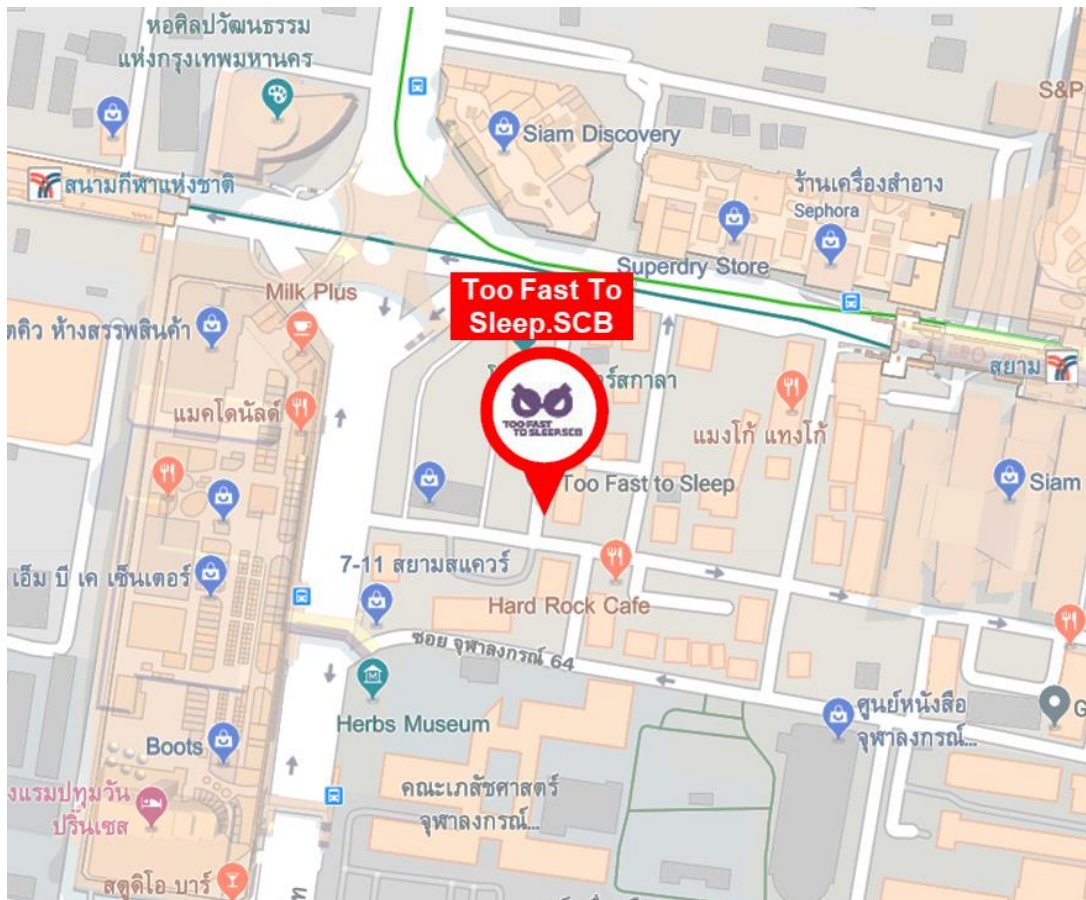 หอศิลปวัฒนธรรม
แห่งกรุงเทพมหานคร
S&P
Siam Discovery
สนามกีฬาแห่งชาติ
ร้านเครื่องสำอาง
Sephora
Superdry Store
Milk Plus
Too Fast To
Sleep.SCB
ห้างสรรพสินค้า
สยาม
TOO FAST
TO SLEEP.SCB
แมคโดนัลด์
แมงโก้ แทงโก้
Too Fast to Sleep
Siam
7-11 สยามสแควร์
เอ็ม บี เค เซ็นเตอร์
Hard Rock Cafe
ซอย จุฬาลงกรณ์ 64
Herbs Museum
ศูนย์หนังสือ
จุฬาลงกรณ์...
G
Boots
คณะเภสัชศาสตร์
จุฬาลงกรณ์...
ปทุมวัน
ปริ๊นเซส
สตูดิโอ บาร์